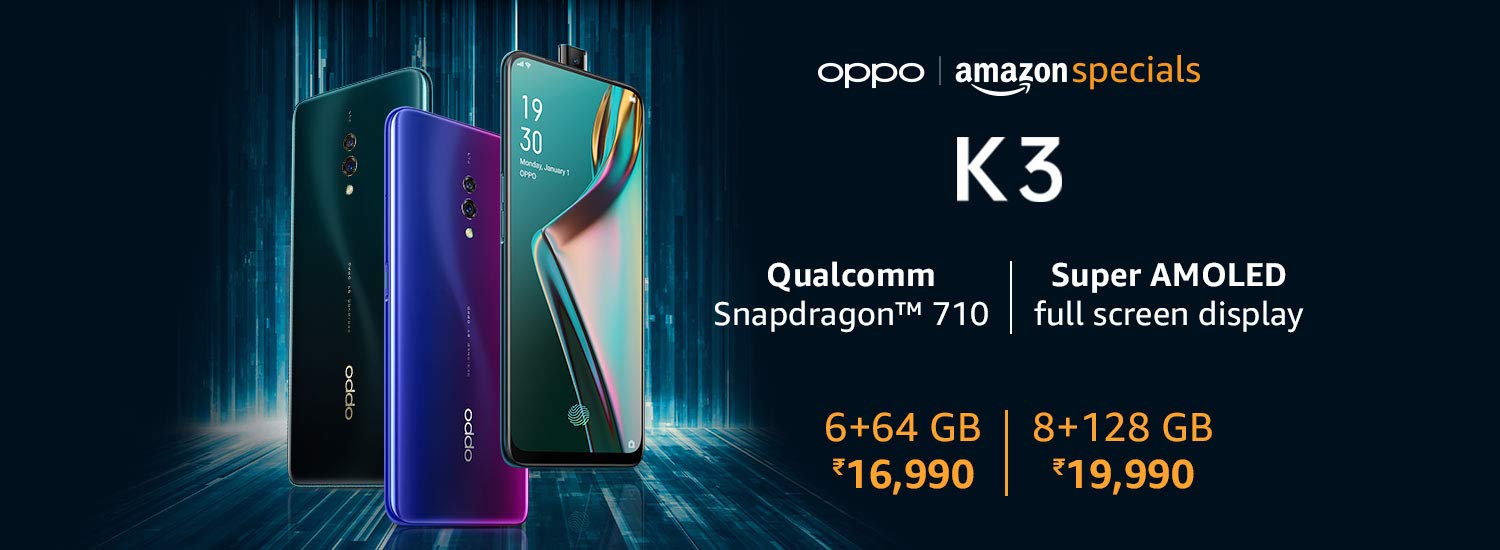 19
30
Monday, January 1
OPPO
oppo
oppo
oppo | amazon specials
K3
Qualcomm
Snapdragon™ 710
Super AMOLED
full screen display
6+64 GB
₹16,990
8+128 GB
₹19,990